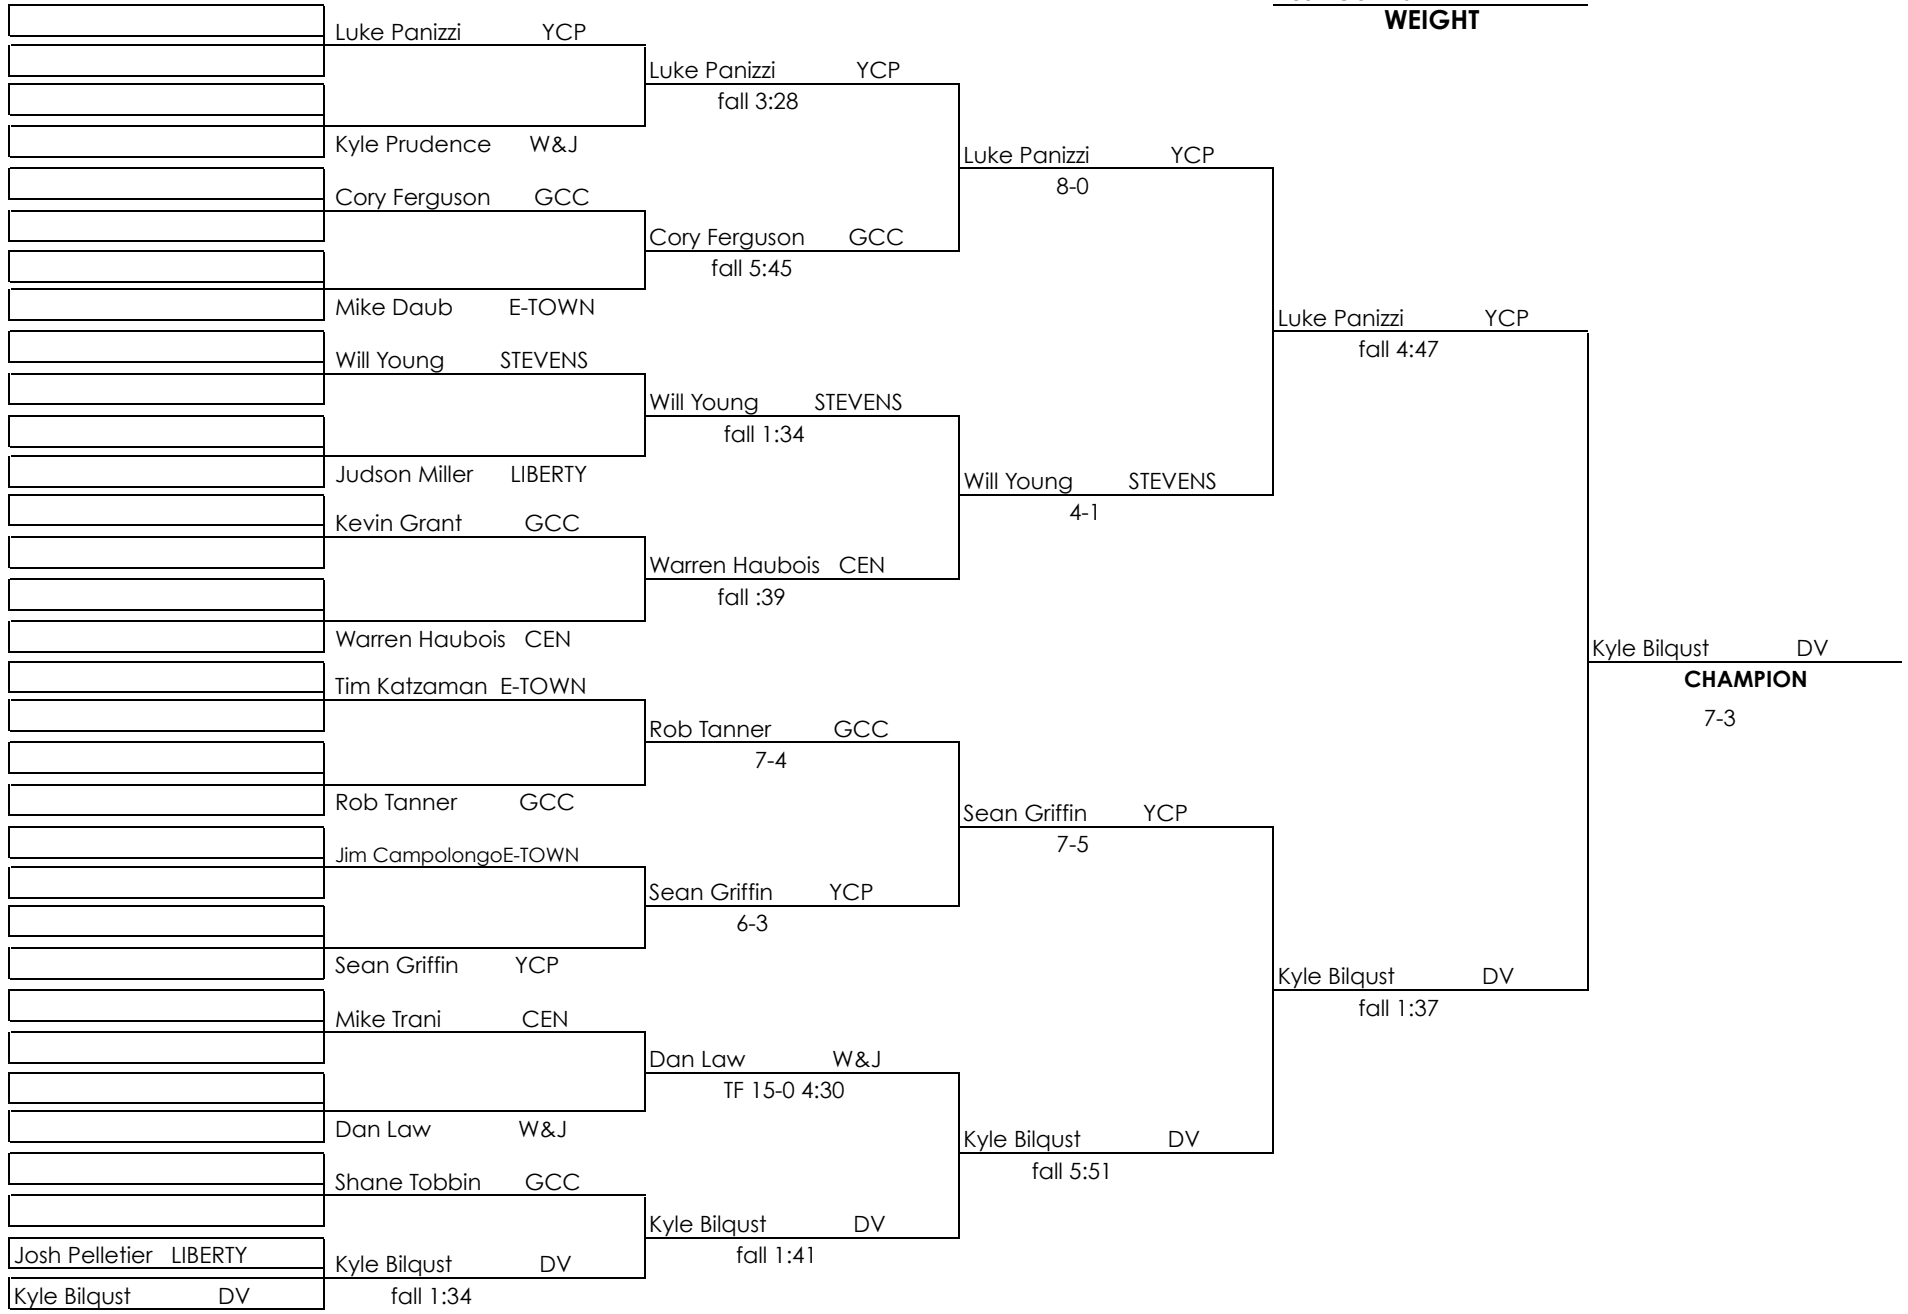 WEIGHT
Luke Panizzi YCP
Luke Panizzi YCP
fall 3:28
Kyle Prudence W&J
Luke Panizzi YCP
8-0
Cory Ferguson GCC
Cory Ferguson GCC
fall 5:45
Mike Daub E-TOWN
Luke Panizzi YCP
fall 4:47
Will Young STEVENS
Will Young STEVENS
fall 1:34
Judson Miller LIBERTY
Will Young STEVENS
4-1
Kevin Grant GCC
Warren Haubois CEN
fall :39
Warren Haubois CEN
Kyle Bilqust DV
CHAMPION
7-3
Tim Katzaman E-TOWN
Rob Tanner GCC
7-4
Rob Tanner GCC
Sean Griffin YCP
7-5
Jim CampolongoE-TOWN
Sean Griffin YCP
6-3
Sean Griffin YCP
Kyle Bilqust DV
fall 1:37
Mike Trani CEN
Dan Law W&J
TF 15-0 4:30
Dan Law W&J
Kyle Bilqust DV
fall 5:51
Shane Tobbin GCC
Kyle Bilqust DV
fall 1:41
Josh Pelletier LIBERTY
Kyle Bilqust DV
Kyle Bilqust DV
fall 1:34